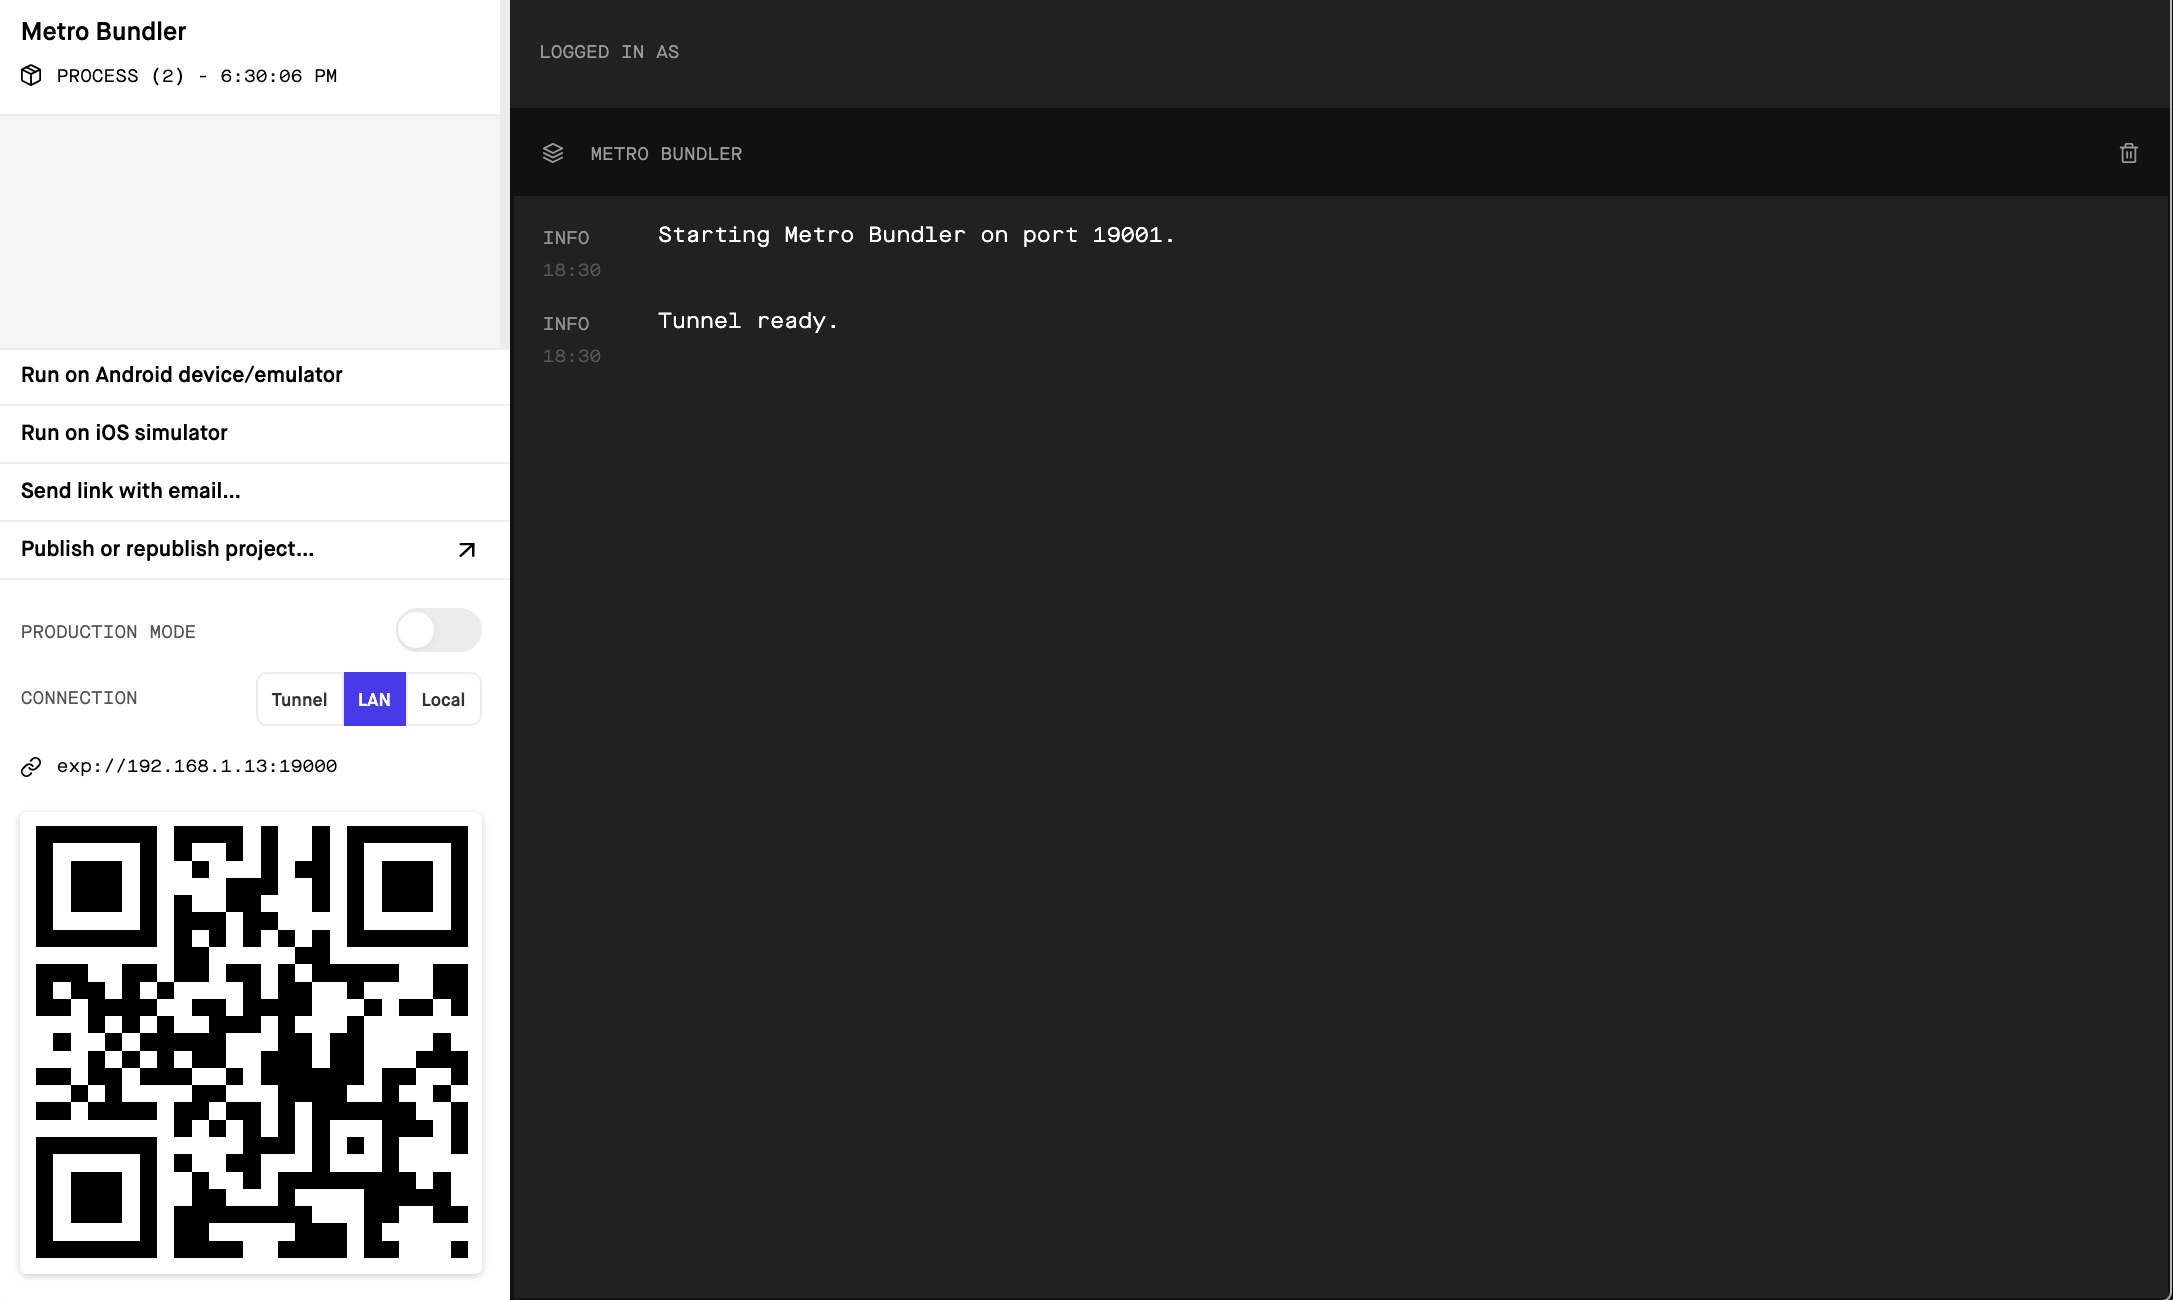 Metro Bundler
PROCESS (2) - 6:30:06 PM
Run on Android device/emulator
Run on iOS simulator
Send link with email...
Publish or republish project...
PRODUCTION MODE
CONNECTION
Tunnel LAN Local
exp://192.168.1.13:19000
LOGGED IN AS
METRO BUNDLER
INFO Starting Metro Bundler on port 19001.
18:30
INFO Tunnel ready.
18:30